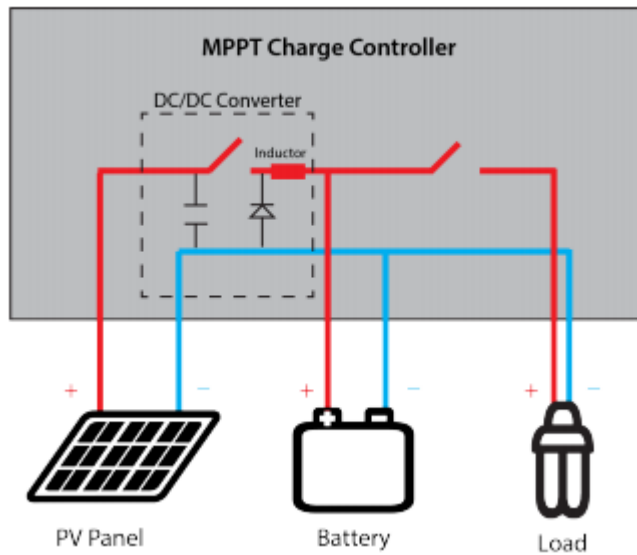 MPPT Charge Controller
DC/DC Converter
Inductor
+ − + − + −
PV Panel Battery Load